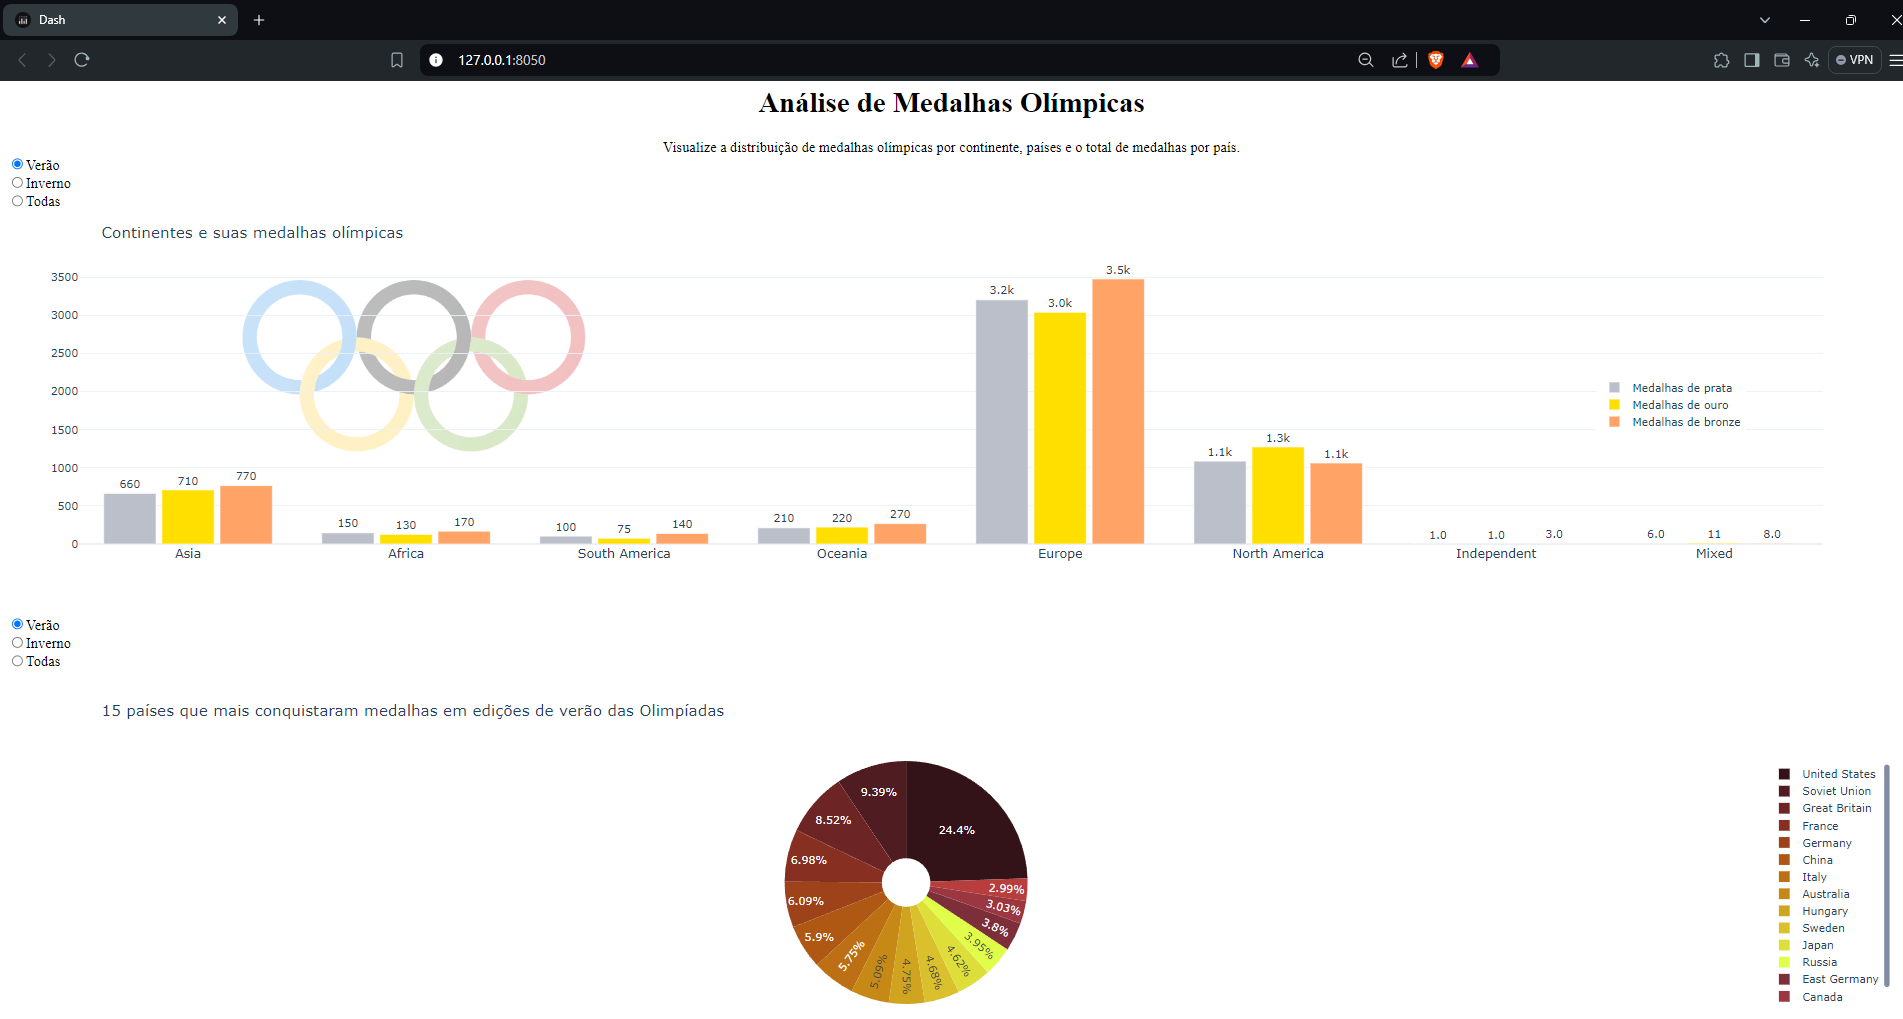 Dash
127.0.0.1:8050
VPN
Análise de Medalhas Olímpicas
Visualize a distribuição de medalhas olímpicas por continente, países e o total de medalhas por país.
Verão
Inverno
Todas
Continentes e suas medalhas olímpicas
3500
3000
2500
2000
1500
1000
500
0
660
710
770
150
130
170
100
75
140
210
220
270
3.2k
3.0k
3.5k
1.1k
1.3k
1.1k
1.0
1.0
3.0
6.0
11
8.0
Asia
Africa
South America
Oceania
Europe
North America
Independent
Mixed
Medalhas de prata
Medalhas de ouro
Medalhas de bronze
Verão
Inverno
Todas
15 países que mais conquistaram medalhas em edições de verão das Olimpíadas
24.4%
9.39%
8.52%
6.98%
6.09%
5.9%
5.75%
5.09%
4.75%
4.68%
4.62%
3.95%
3.8%
3.03%
2.99%
United States
Soviet Union
Great Britain
France
Germany
China
Italy
Australia
Hungary
Sweden
Japan
Russia
East Germany
Canada